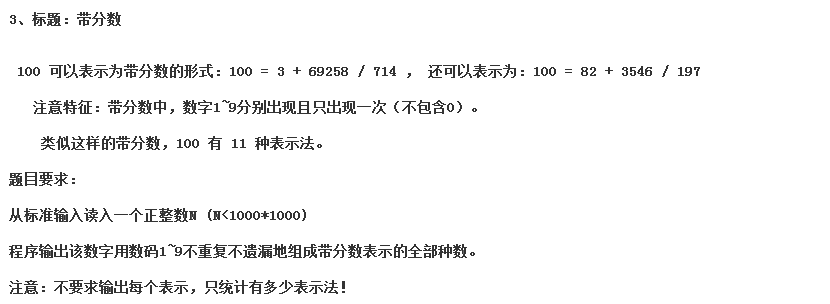 3、标题：带分数
100 可以表示为带分数的形式：100 = 3 + 69258 / 714 ， 还可以表示为：100 = 82 + 3546 / 197
注意特征：带分数中，数字1~9分别出现且只出现一次（不包含0）。
类似这样的带分数，100 有 11 种表示法。
题目要求：
从标准输入读入一个正整数N (N<1000*1000)
程序输出该数字用数码1~9不重复不遗漏地组成带分数表示的全部种数。
注意：不要求输出每个表示，只统计有多少表示法！